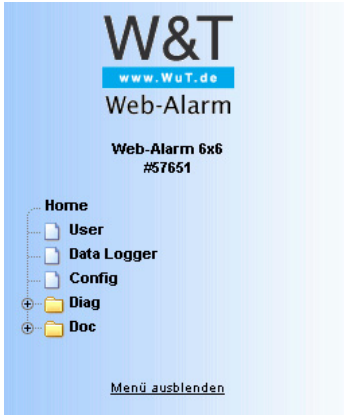 W&T
www.WuT.de
Web-Alarm
Web-Alarm 6x6
#57651
Home
User
Data Logger
Config
Diag
Doc
Menü ausblenden